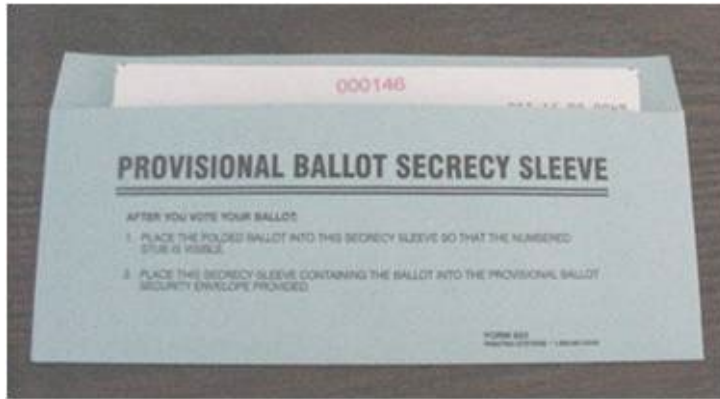 000146
PROVISIONAL BALLOT SECRECY SLEEVE
AFTER YOU VOTE YOUR BALLOT:
1. PLACE THE FOLDED BALLOT INTO THIS SECRECY SLEEVE SO THAT THE NUMBERED
STUB IS VISIBLE.
2. PLACE THIS SECRECY SLEEVE CONTAINING THE BALLOT INTO THE PROVISIONAL BALLOT
SECURITY ENVELOPE PROVIDED.
FORM